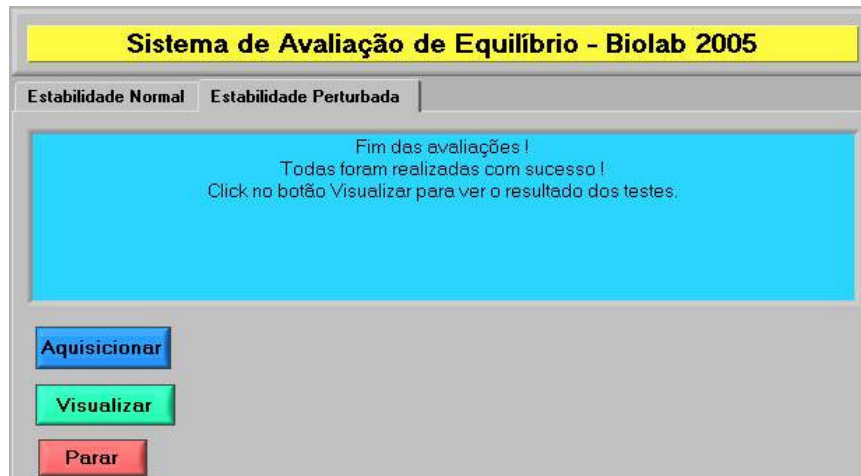 Sistema de Avaliação de Equilíbrio - Biolab 2005
Estabilidade Normal Estabilidade Perturbada
Fim das avaliações !
Todas foram realizadas com sucesso !
Click no botão Visualizar para ver o resultado dos testes.
Aquisicionar
Visualizar
Parar